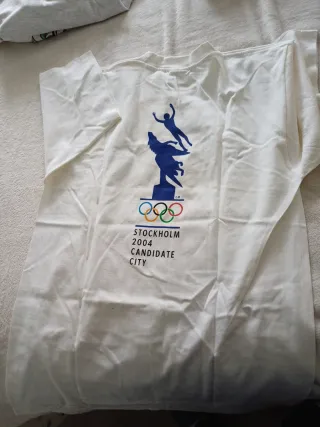 STOCKHOLM
2004
CANDIDATE
CITY